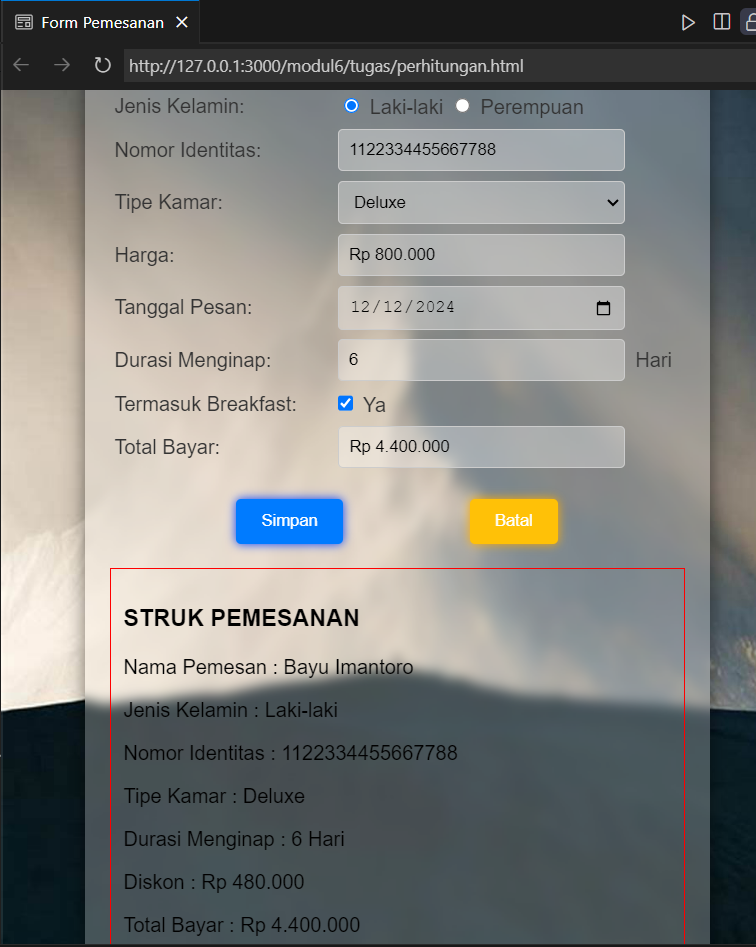 Form Pemesanan
http://127.0.0.1:3000/modul6/tugas/perhitungan.html
Jenis Kelamin: Laki-laki Perempuan
Nomor Identitas: 1122334455667788
Tipe Kamar: Deluxe
Harga: Rp 800.000
Tanggal Pesan: 12/12/2024
Durasi Menginap: 6 Hari
Termasuk Breakfast: Ya
Total Bayar: Rp 4.400.000
Simpan Batal
STRUK PEMESANAN
Nama Pemesan : Bayu Imantoro
Jenis Kelamin : Laki-laki
Nomor Identitas : 1122334455667788
Tipe Kamar : Deluxe
Durasi Menginap : 6 Hari
Diskon : Rp 480.000
Total Bayar : Rp 4.400.000